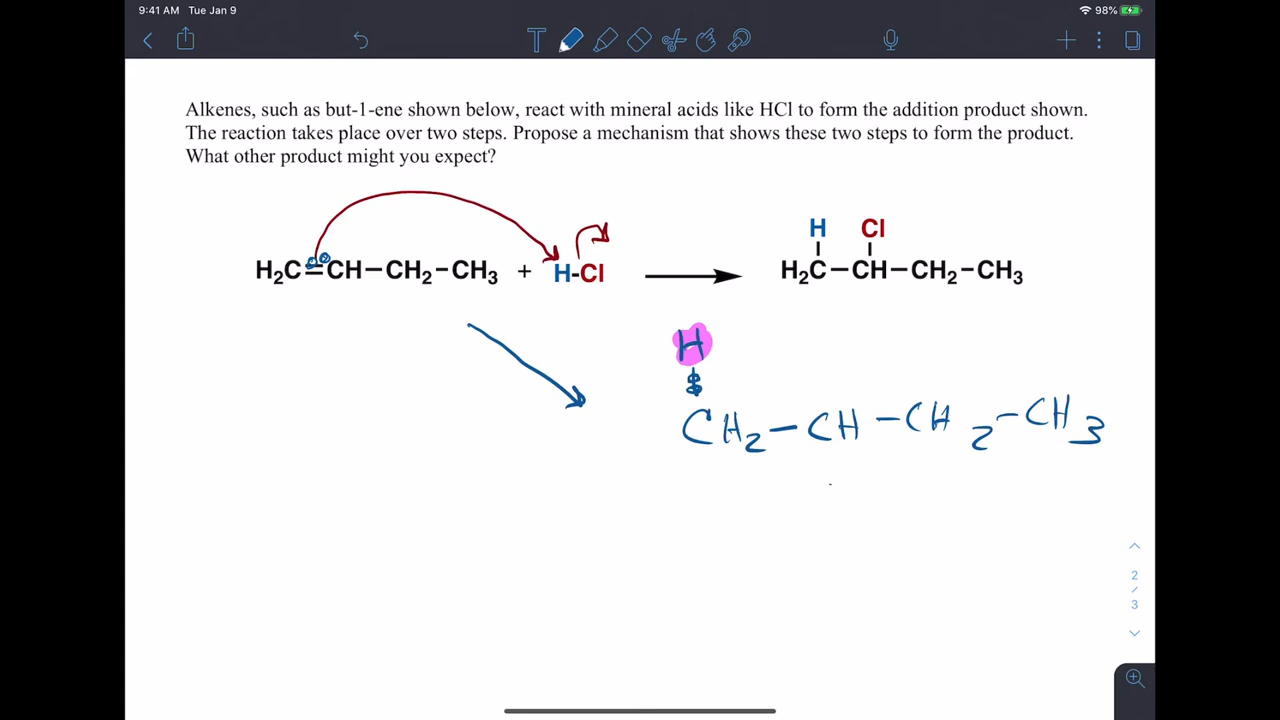 9:41 AM Tue Jan 9
98%
Alkenes, such as but-1-ene shown below, react with mineral acids like HCl to form the addition product shown.
The reaction takes place over two steps. Propose a mechanism that shows these two steps to form the product.
What other product might you expect?
H Cl
H₂C=CH–CH₂–CH₃ + H-Cl H₂C–CH–CH₂–CH₃
H
CH₂–CH–CH₂–CH₃
2
/
3